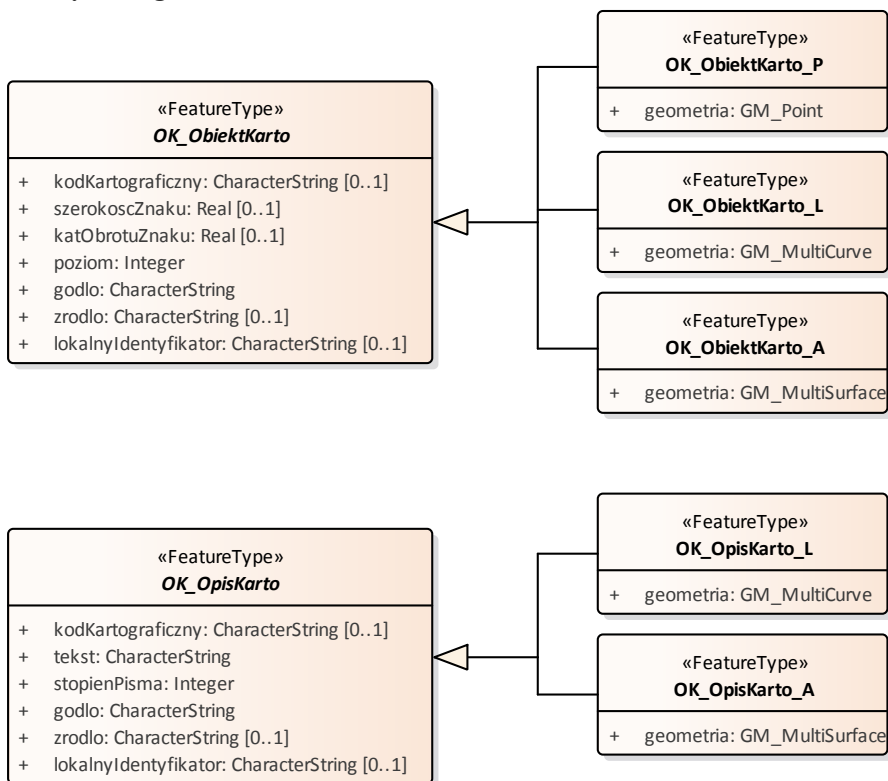 «FeatureType»
OK_ObiektKarto
+ kodKartograficzny: CharacterString [0..1]
+ szerokoscZnaku: Real [0..1]
+ katObrotuZnaku: Real [0..1]
+ poziom: Integer
+ godlo: CharacterString
+ zrodlo: CharacterString [0..1]
+ lokalnyIdentyfikator: CharacterString [0..1]
«FeatureType»
OK_ObiektKarto_P
+ geometria: GM_Point
«FeatureType»
OK_ObiektKarto_L
+ geometria: GM_MultiCurve
«FeatureType»
OK_ObiektKarto_A
+ geometria: GM_MultiSurface
«FeatureType»
OK_OpisKarto
+ kodKartograficzny: CharacterString [0..1]
+ tekst: CharacterString
+ stopienPisma: Integer
+ godlo: CharacterString
+ zrodlo: CharacterString [0..1]
+ lokalnyIdentyfikator: CharacterString [0..1]
«FeatureType»
OK_OpisKarto_L
+ geometria: GM_MultiCurve
«FeatureType»
OK_OpisKarto_A
+ geometria: GM_MultiSurface